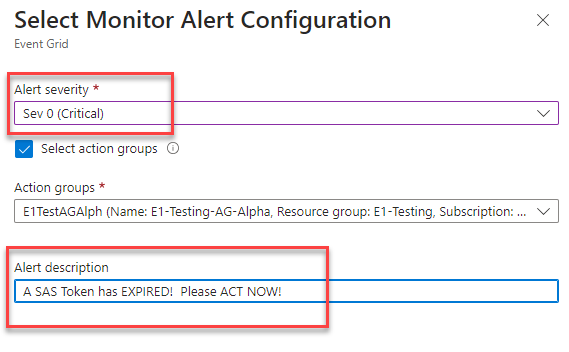 Select Monitor Alert Configuration
Event Grid
Alert severity *
Sev 0 (Critical)
Select action groups
Action groups *
E1TestAGAlph (Name: E1-Testing-AG-Alpha, Resource group: E1-Testing, Subscription: ...
Alert description
A SAS Token has EXPIRED!  Please ACT NOW!